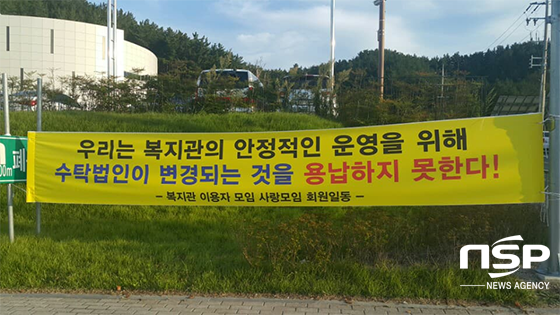 우리는 복지관의 안정적인 운영을 위해
수탁법인이 변경되는 것을 용납하지 못한다!
– 복지관 이용자 모임 사랑모임 회원일동 –
폐
00m
nsp
NEWS AGENCY